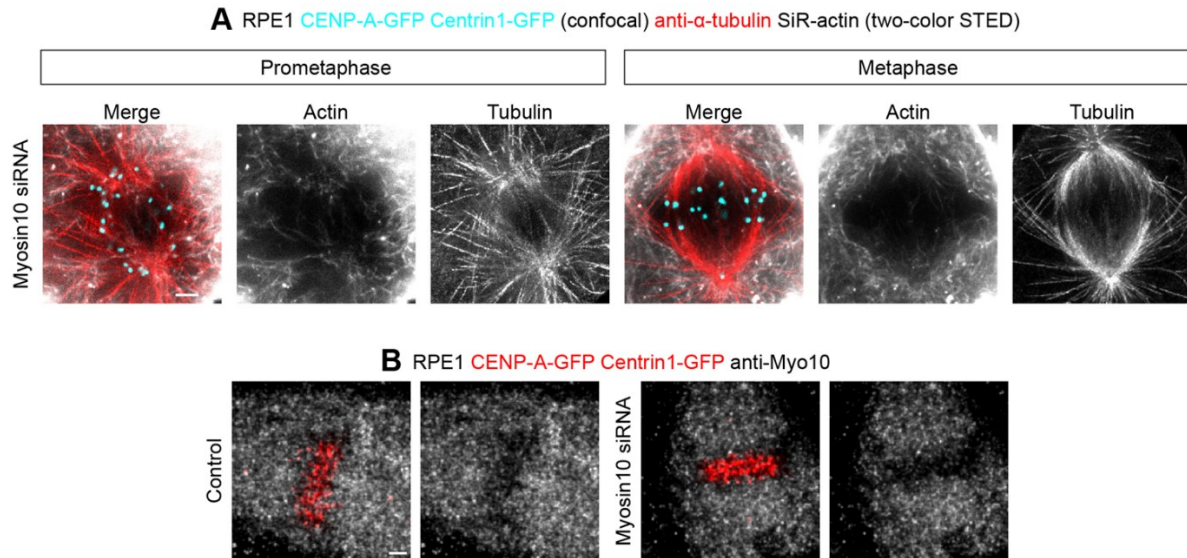 A RPE1 CENP-A-GFP Centrin1-GFP (confocal) anti-α-tubulin SiR-actin (two-color STED)
Prometaphase Metaphase
Merge Actin Tubulin Merge Actin Tubulin
Myosin10 siRNA
B RPE1 CENP-A-GFP Centrin1-GFP anti-Myo10
Control
Myosin10 siRNA